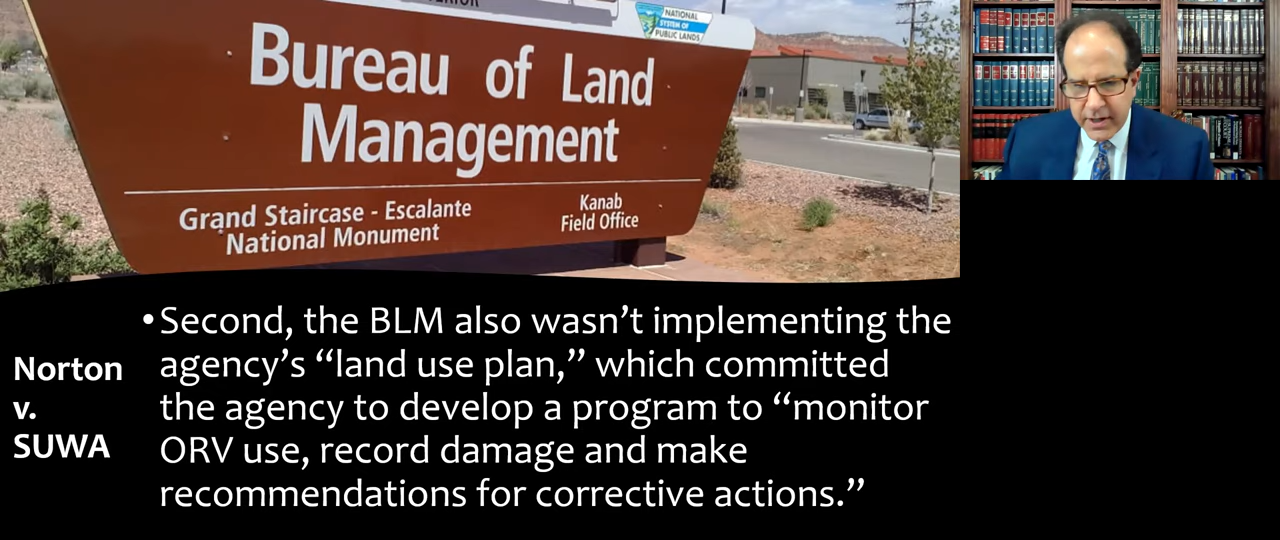 NATIONAL
SYSTEM OF
PUBLIC LANDS
Bureau of Land
Management
Grand Staircase - Escalante
National Monument
Kanab
Field Office
Norton
v.
SUWA
• Second, the BLM also wasn’t implementing the
agency’s “land use plan,” which committed
the agency to develop a program to “monitor
ORV use, record damage and make
recommendations for corrective actions.”